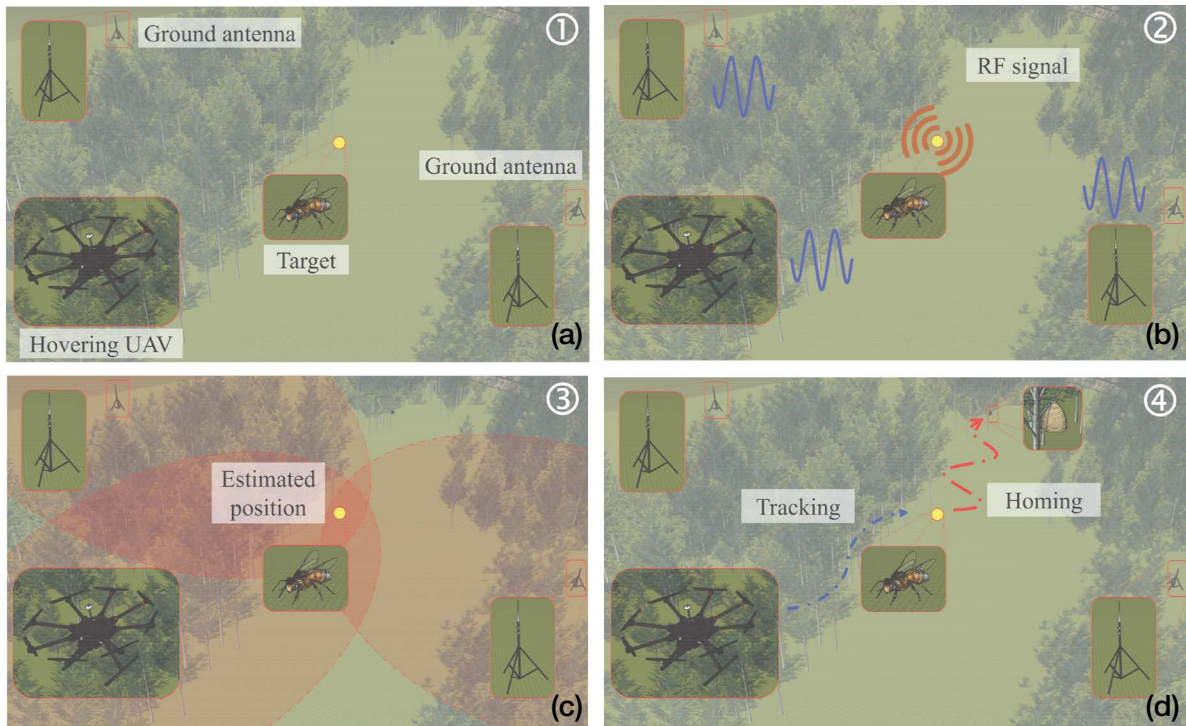 Ground antenna
①
Ground antenna
Target
Hovering UAV
(a)
②
RF signal
(b)
③
Estimated
position
(c)
④
Tracking
Homing
(d)